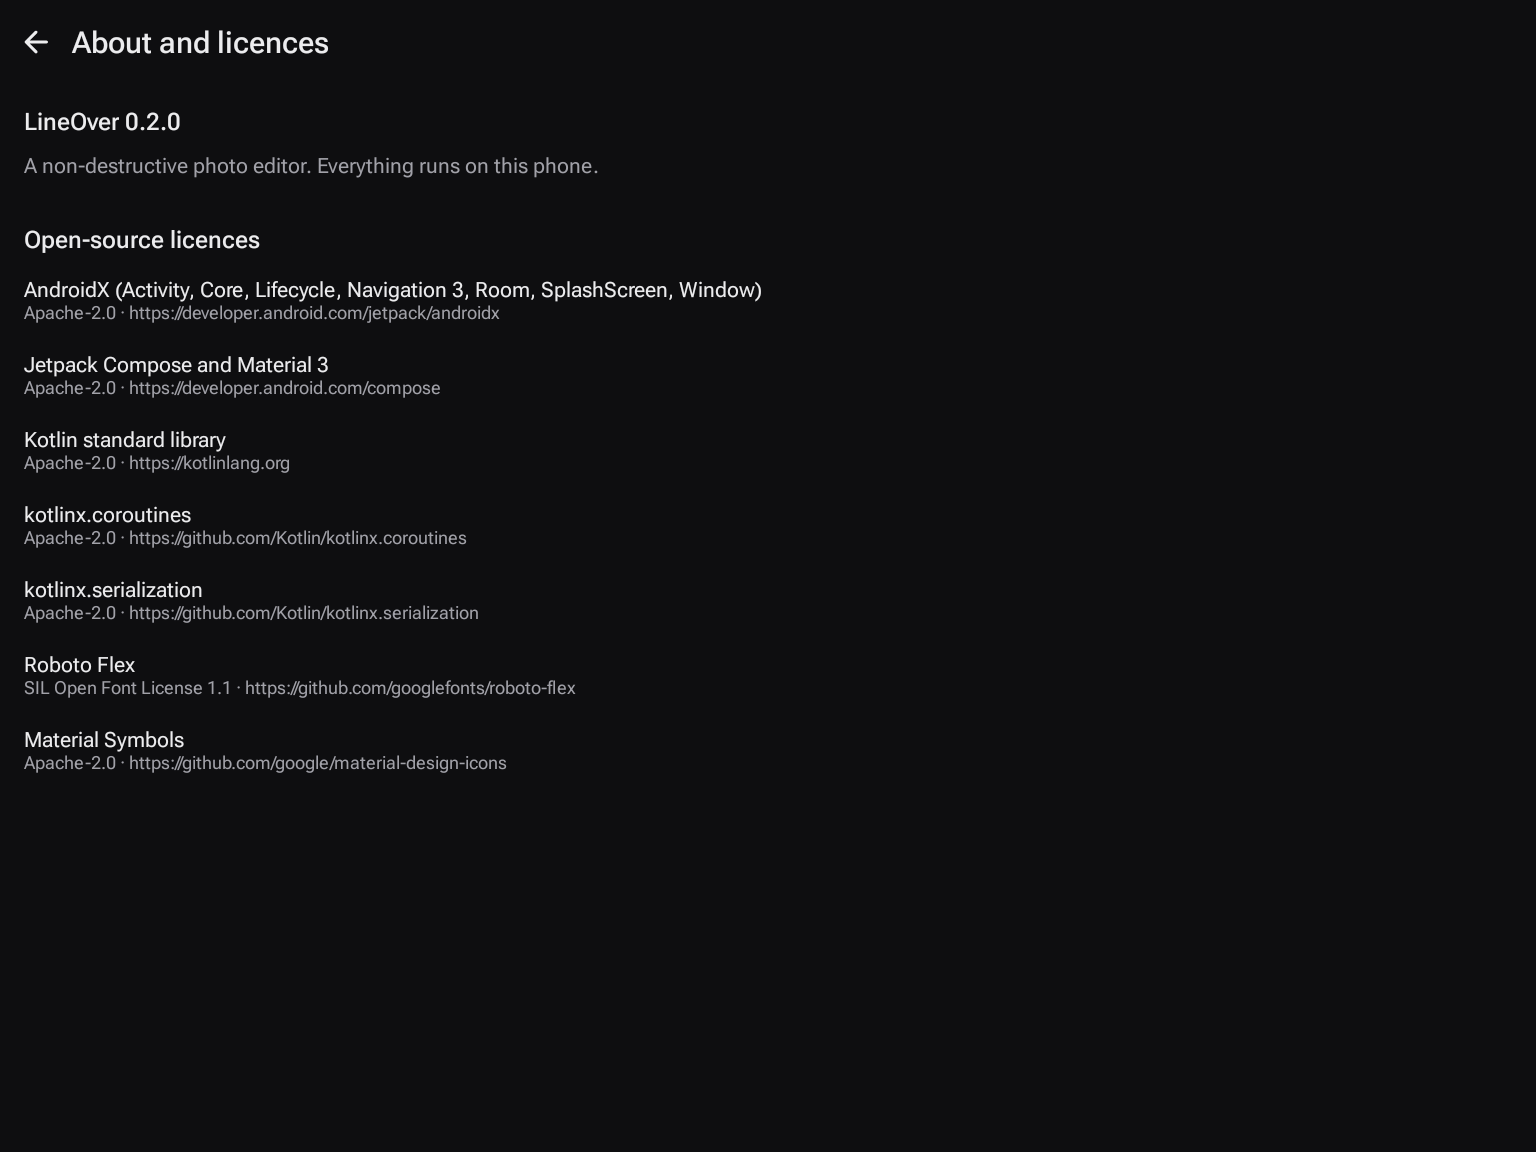 About and licences
LineOver 0.2.0
A non-destructive photo editor. Everything runs on this phone.
Open-source licences
AndroidX (Activity, Core, Lifecycle, Navigation 3, Room, SplashScreen, Window)
Apache-2.0 · https://developer.android.com/jetpack/androidx
Jetpack Compose and Material 3
Apache-2.0 · https://developer.android.com/compose
Kotlin standard library
Apache-2.0 · https://kotlinlang.org
kotlinx.coroutines
Apache-2.0 · https://github.com/Kotlin/kotlinx.coroutines
kotlinx.serialization
Apache-2.0 · https://github.com/Kotlin/kotlinx.serialization
Roboto Flex
SIL Open Font License 1.1 · https://github.com/googlefonts/roboto-flex
Material Symbols
Apache-2.0 · https://github.com/google/material-design-icons